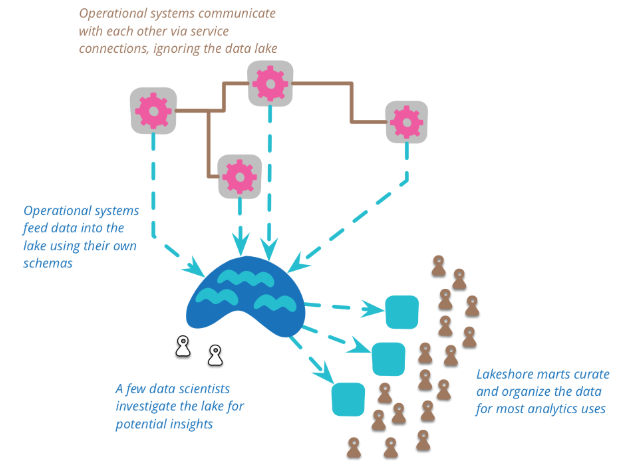 Operational systems communicate
with each other via service
connections, ignoring the data lake
Operational systems
feed data into the
lake using their own
schemas
A few data scientists
investigate the lake for
potential insights
Lakeshore marts curate
and organize the data
for most analytics uses